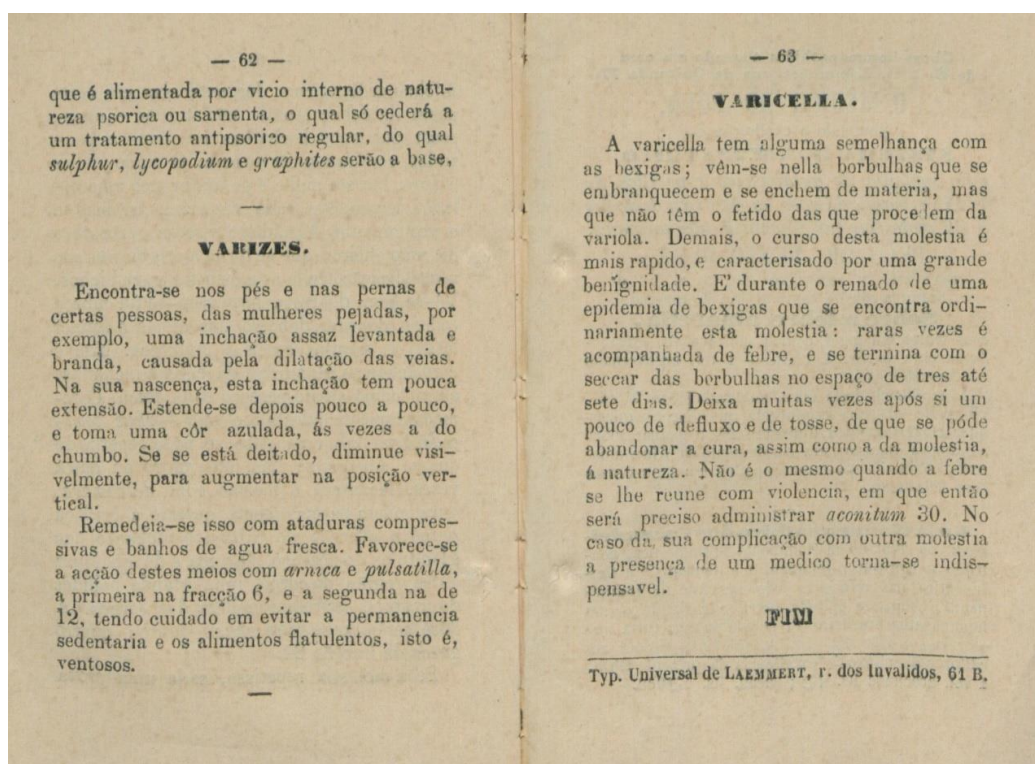 — 62 —
que é alimentada por vicio interno de natu-
reza psorica ou sarnenta, o qual só cederá a
um tratamento antipsorico regular, do qual
sulphur, lycopodium e graphites serão a base,
VARIZES.
Encontra-se nos pés e nas pernas de
certas pessoas, das mulheres pejadas, por
exemplo, uma inchação assaz levantada e
branda, causada pela dilatação das veias.
Na sua nascença, esta inchação tem pouca
extensão. Estende-se depois pouco a pouco,
e toma uma côr azulada, ás vezes a do
chumbo. Se se está deitado, diminue visi-
velmente, para augmentar na posição ver-
tical.
Remedeia-se isso com ataduras compres-
sivas e banhos de agua fresca. Favorece-se
a acção destes meios com arnica e pulsatilla,
a primeira na fracção 6, e a segunda na de
12, tendo cuidado em evitar a permanencia
sedentaria e os alimentos flatulentos, isto é,
ventosos.
— 63 —
VARICELLA.
A varicella tem alguma semelhança com
as bexigas; vêm-se nella borbulhas que se
embranquecem e se enchem de materia, mas
que não têm o fetido das que procedem da
variola. Demais, o curso desta molestia é
mais rapido, e caracterisado por uma grande
benignidade. E' durante o reinado de uma
epidemia de bexigas que se encontra ordi-
nariamente esta molestia: raras vezes é
acompanhada de febre, e se termina com o
seccar das borbulhas no espaço de tres até
sete dias. Deixa muitas vezes após si um
pouco de defluxo e de tosse, de que se póde
abandonar a cura, assim como a da molestia,
á natureza. Não é o mesmo quando a febre
se lhe reune com violencia, em que então
será preciso administrar aconitum 30. No
caso da sua complicação com outra molestia
a presença de um medico torna-se indis-
pensavel.
FIM
Typ. Universal de LAEMMERT, r. dos Invalidos, 61 B.